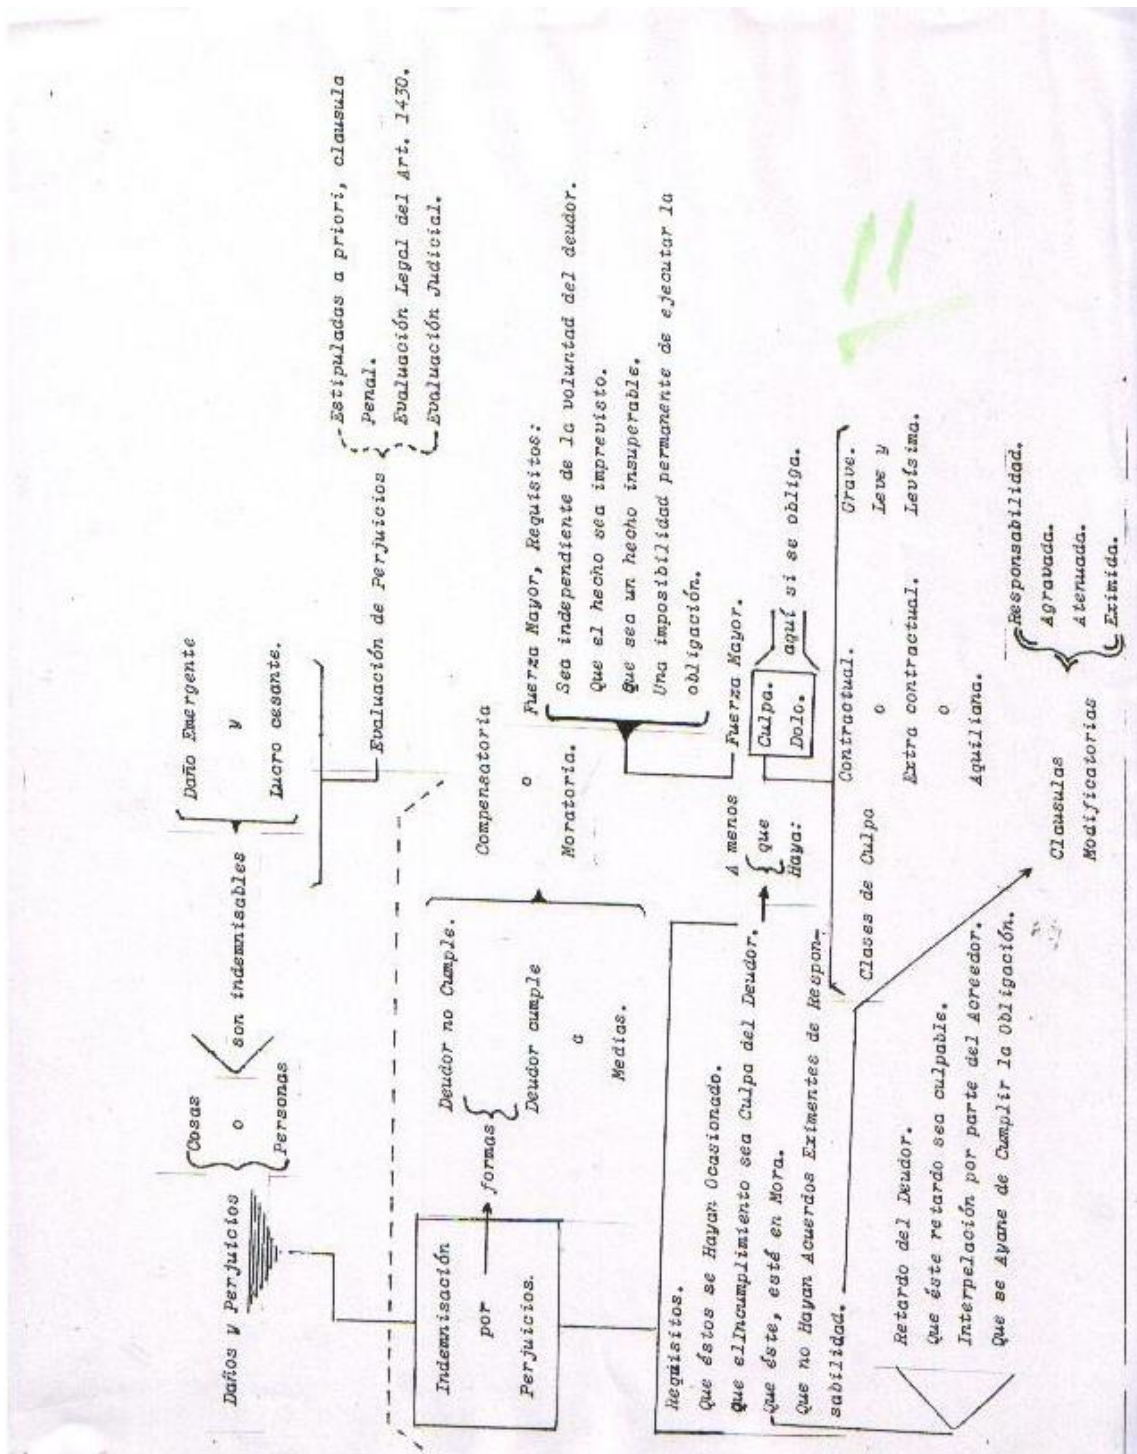 Daños y Perjuicios
Cosas
o
Personas
son indemnisables
Daño Emergente
y
Lucro cesante.
Evaluación de Perjuicios
Estipuladas a priori, clausula
Penal.
Evaluación Legal del Art. 1430.
Evaluación Judicial.
Indemnisación
por
Perjuicios.
formas
Deudor no Cumple.
Deudor cumple
a
Medias.
Compensatoria
o
Moratoria.
Fuerza Mayor, Requisitos:
Sea independiente de la voluntad del deudor.
Que el hecho sea imprevisto.
Que sea un hecho insuperable.
Una imposibilidad permanente de ejecutar la
obligación.
Requisitos.
Que éstos se Hayan Ocasionado.
Que elIncumplimiento sea Culpa del Deudor.
Que éste, esté en Mora.
Que no Hayan Acuerdos Eximentes de Respon-
sabilidad.
A menos
que
Haya:
Fuerza Mayor.
Culpa.
Dolo.
aquí si se obliga.
Clases de Culpa
Contractual.
o
Extra contractual.
o
Aquiliana.
Grave.
Leve y
Levísima.
Retardo del Deudor.
Que éste retardo sea culpable.
Interpelación por parte del Acreedor.
Que se Ayane de Cumplir la Obligación.
Clausulas
Modificatorias
Responsabilidad.
Agravada.
Atenuada.
Eximida.